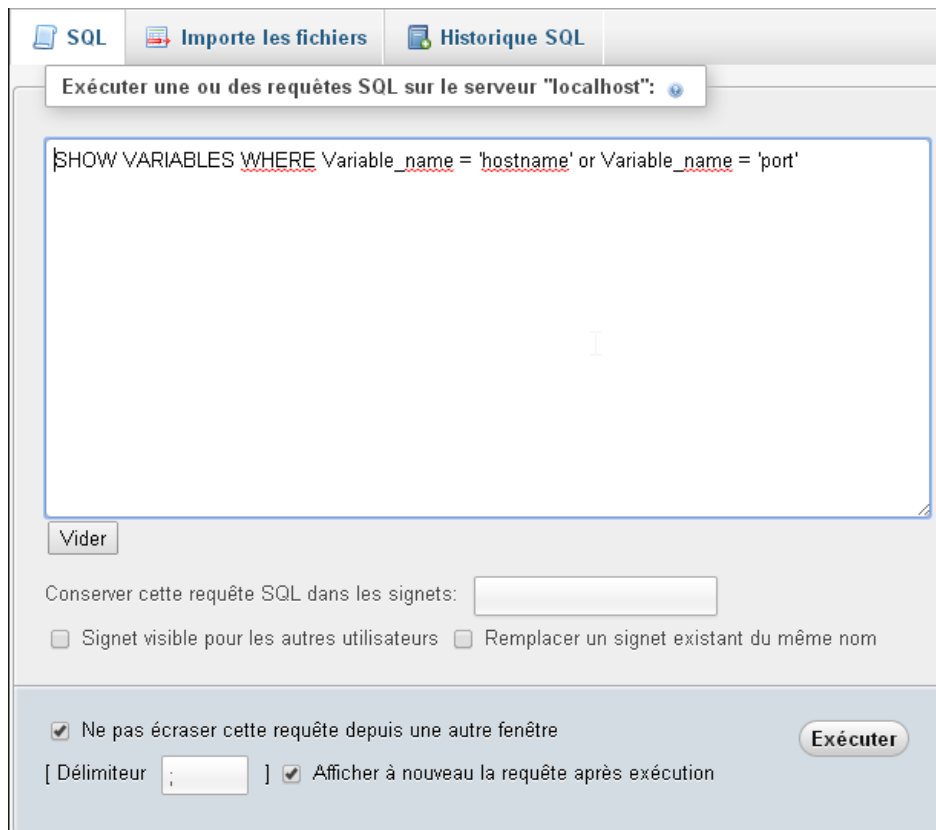 SQL Importe les fichiers Historique SQL
Exécuter une ou des requêtes SQL sur le serveur "localhost":
SHOW VARIABLES WHERE Variable_name = 'hostname' or Variable_name = 'port'
Vider
Conserver cette requête SQL dans les signets:
Signet visible pour les autres utilisateurs Remplacer un signet existant du même nom
Ne pas écraser cette requête depuis une autre fenêtre
Exécuter
[ Délimiteur ; ] Afficher à nouveau la requête après exécution